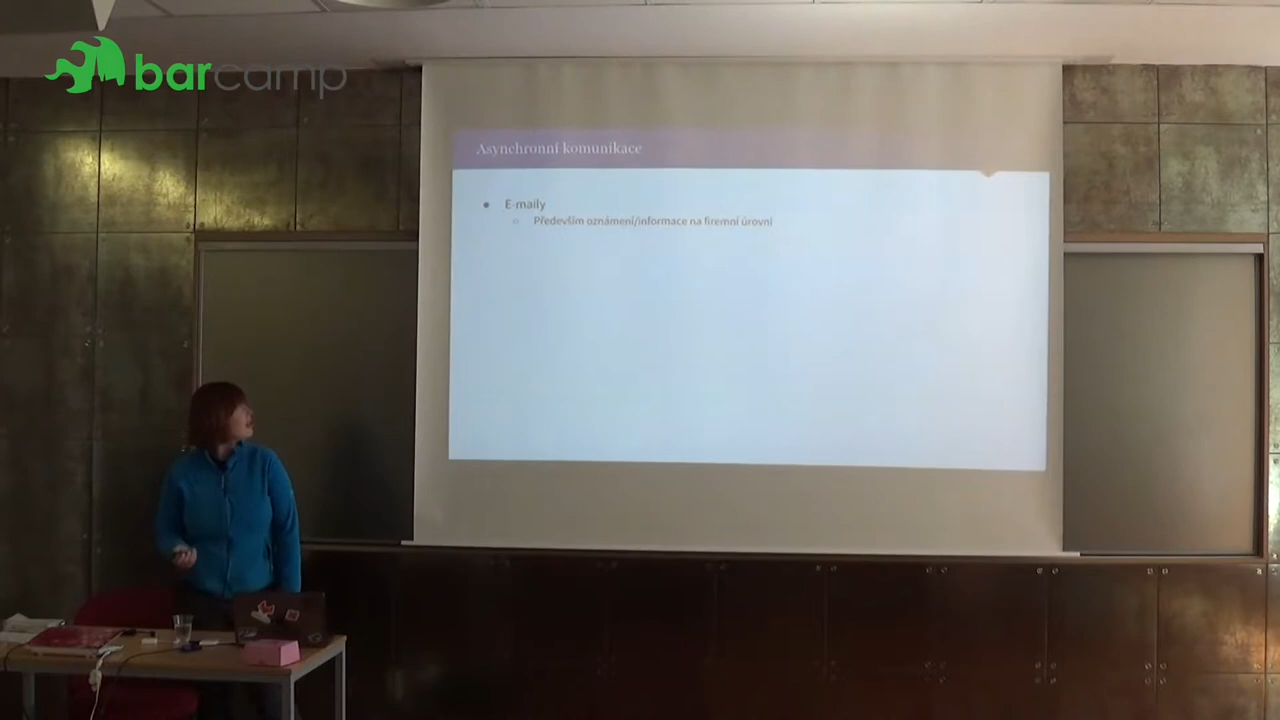 barcamp
Asynchronní komunikace
E-maily
Především oznámení/informace na firemní úrovni